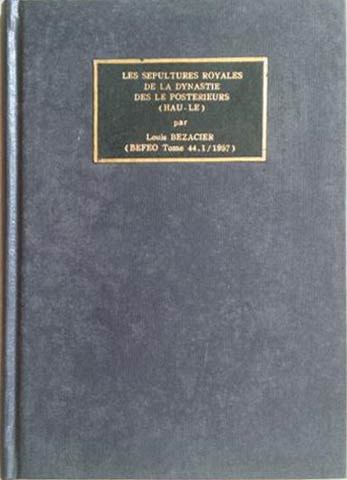 LES SEPULTURES ROYALES
DE LA DYNASTIE
DES LE POSTERIEURS
(HAU-LE)
par
Louis BEZACIER
(BEFEO Tome 44.1/1957)